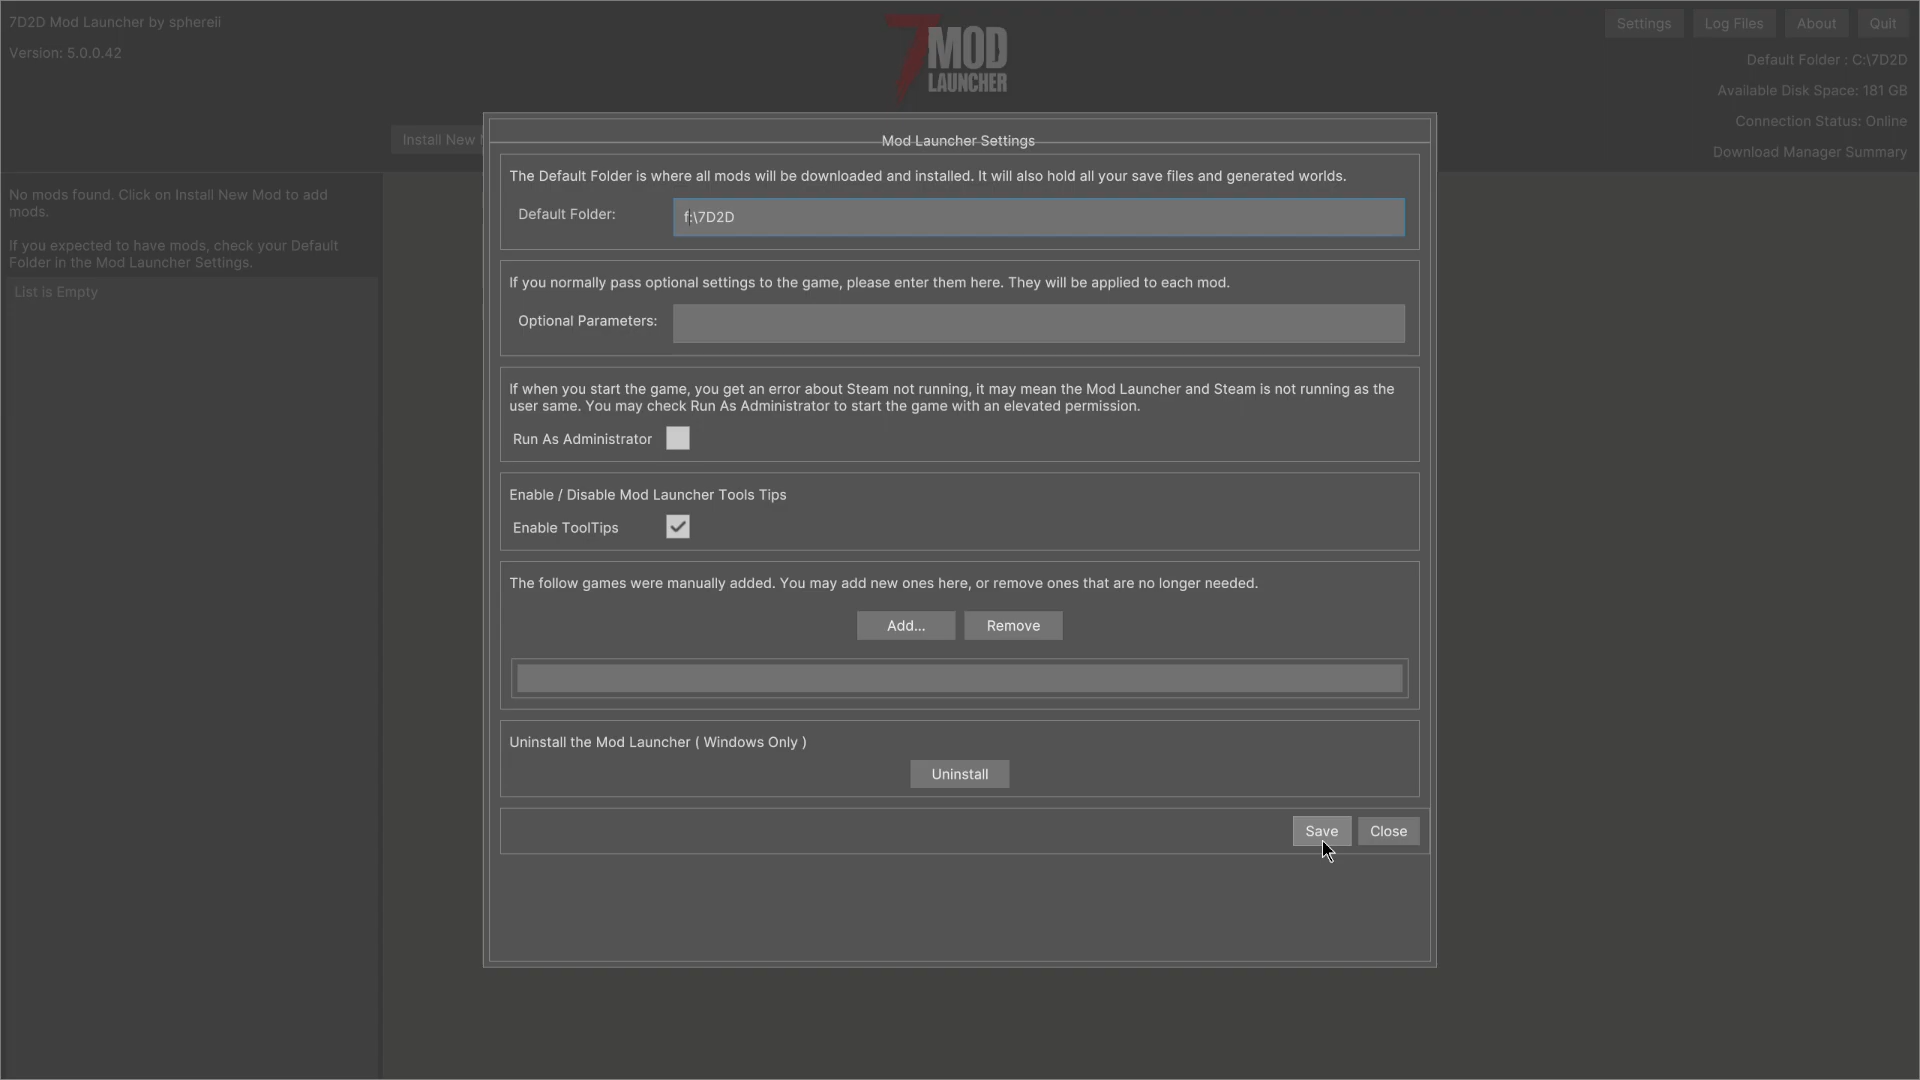 7D2D Mod Launcher by sphereii
Version: 5.0.0.42
7
MOD
LAUNCHER
Settings
Log Files
About
Quit
Default Folder : C:\7D2D
Available Disk Space: 181 GB
Connection Status: Online
Download Manager Summary
Install New
No mods found. Click on Install New Mod to add
mods.
If you expected to have mods, check your Default
Folder in the Mod Launcher Settings.
List is Empty
Mod Launcher Settings
The Default Folder is where all mods will be downloaded and installed. It will also hold all your save files and generated worlds.
Default Folder:
f:\7D2D
If you normally pass optional settings to the game, please enter them here. They will be applied to each mod.
Optional Parameters:
If when you start the game, you get an error about Steam not running, it may mean the Mod Launcher and Steam is not running as the
user same. You may check Run As Administrator to start the game with an elevated permission.
Run As Administrator
Enable / Disable Mod Launcher Tools Tips
Enable ToolTips
The follow games were manually added. You may add new ones here, or remove ones that are no longer needed.
Add...
Remove
Uninstall the Mod Launcher ( Windows Only )
Uninstall
Save
Close